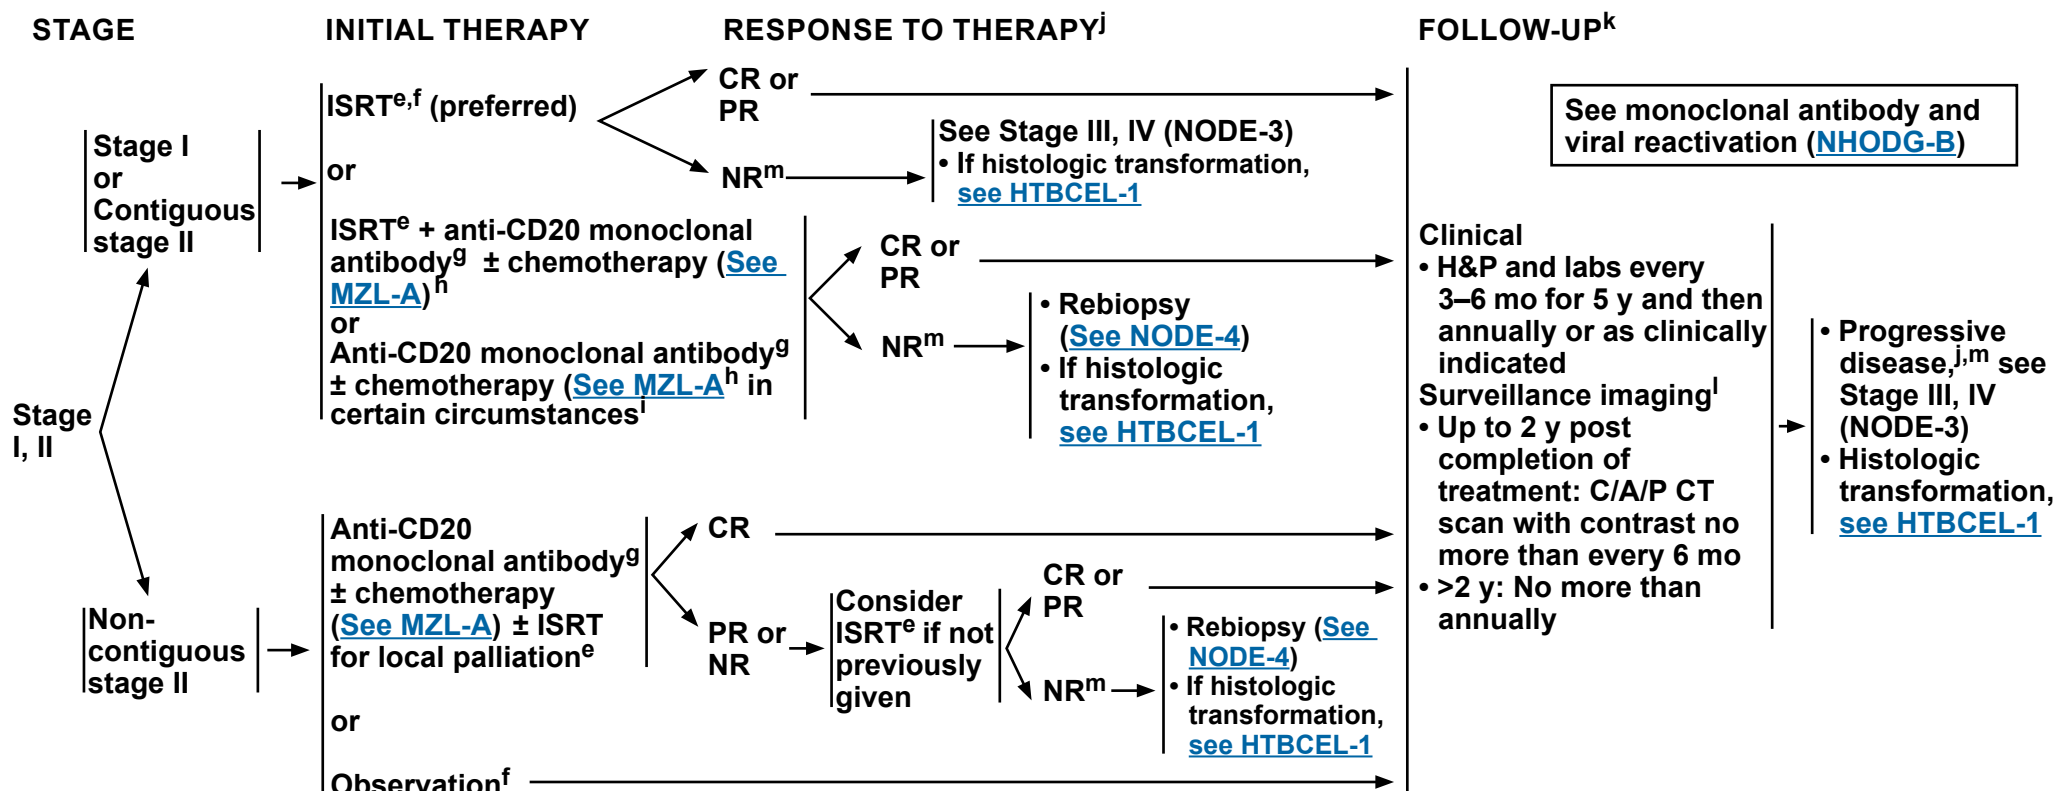 STAGE
INITIAL THERAPY
RESPONSE TO THERAPYj
FOLLOW-UPk
Stage
I, II
Stage I
or
Contiguous
stage II
ISRTe,f (preferred)
or
ISRTe + anti-CD20 monoclonal
antibodyg ± chemotherapy (See
MZL-A)h
or
Anti-CD20 monoclonal antibodyg
± chemotherapy (See MZL-Ah in
certain circumstancesi
CR or
PR
NRm
See Stage III, IV (NODE-3)
• If histologic transformation,
see HTBCEL-1
CR or
PR
NRm
• Rebiopsy
(See NODE-4)
• If histologic
transformation,
see HTBCEL-1
Non-
contiguous
stage II
Anti-CD20
monoclonal antibodyg
± chemotherapy
(See MZL-A) ± ISRT
for local palliatione
or
Observationf
CR
PR or
NR
Consider
ISRTe if not
previously
given
CR or
PR
NRm
• Rebiopsy (See
NODE-4)
• If histologic
transformation,
see HTBCEL-1
See monoclonal antibody and
viral reactivation (NHODG-B)
Clinical
• H&P and labs every
3–6 mo for 5 y and then
annually or as clinically
indicated
Surveillance imagingl
• Up to 2 y post
completion of
treatment: C/A/P CT
scan with contrast no
more than every 6 mo
• >2 y: No more than
annually
• Progressive
disease,j,m see
Stage III, IV
(NODE-3)
• Histologic
transformation,
see HTBCEL-1